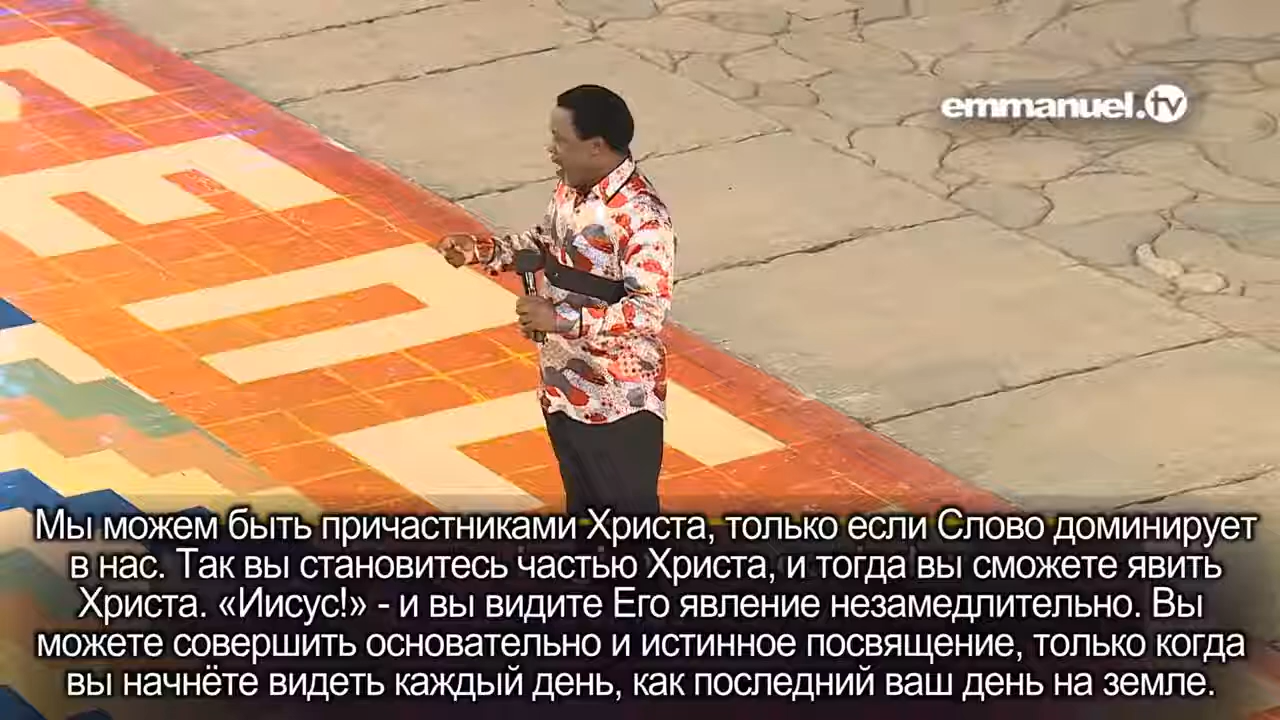 emmanuel.tv
Мы можем быть причастниками Христа, только если Слово доминирует
в нас. Так вы становитесь частью Христа, и тогда вы сможете явить
Христа. «Иисус!» - и вы видите Его явление незамедлительно. Вы
можете совершить основательно и истинное посвящение, только когда
вы начнёте видеть каждый день, как последний ваш день на земле.